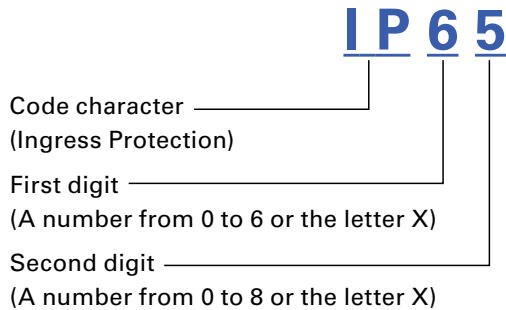 IP65
Code character
(Ingress Protection)
First digit
(A number from 0 to 6 or the letter X)
Second digit
(A number from 0 to 8 or the letter X)